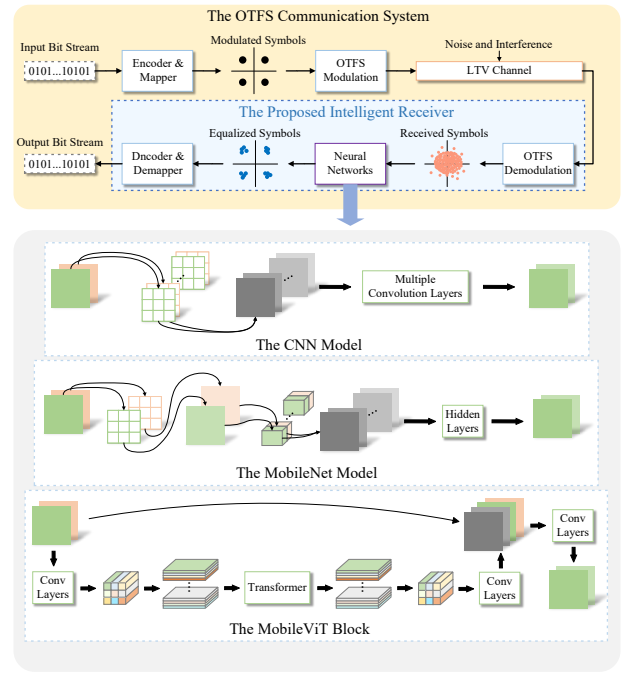 The OTFS Communication System
Input Bit Stream
Modulated Symbols
Noise and Interference
0101...10101
Encoder &
Mapper
OTFS
Modulation
LTV Channel
The Proposed Intelligent Receiver
Output Bit Stream
Equalized Symbols
Received Symbols
0101...10101
Dncoder &
Demapper
Neural
Networks
OTFS
Demodulation
Multiple
Convolution Layers
The CNN Model
Hidden
Layers
The MobileNet Model
Conv
Layers
Conv
Layers
Transformer
Conv
Layers
The MobileViT Block